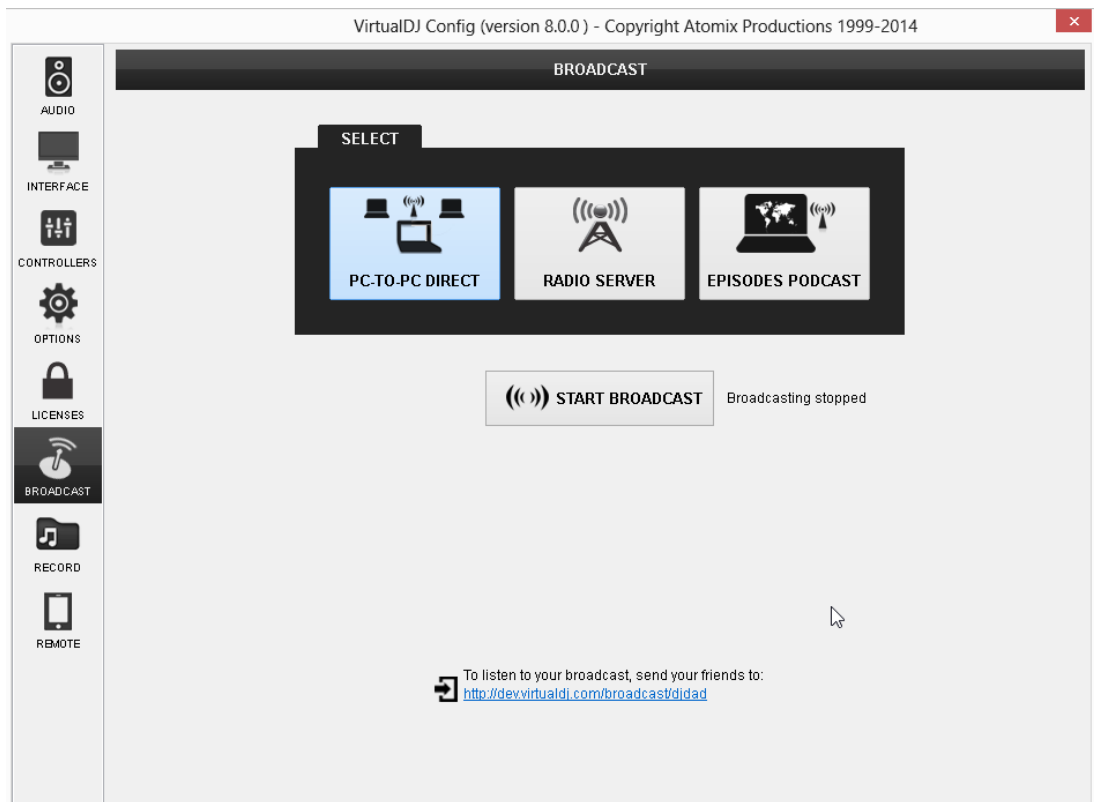 VirtualDJ Config (version 8.0.0 ) - Copyright Atomix Productions 1999-2014
BROADCAST
AUDIO
INTERFACE
CONTROLLERS
OPTIONS
LICENSES
BROADCAST
RECORD
REMOTE
SELECT
PC-TO-PC DIRECT
RADIO SERVER
EPISODES PODCAST
START BROADCAST
Broadcasting stopped
To listen to your broadcast, send your friends to:
http://dev.virtualdj.com/broadcast/djdad